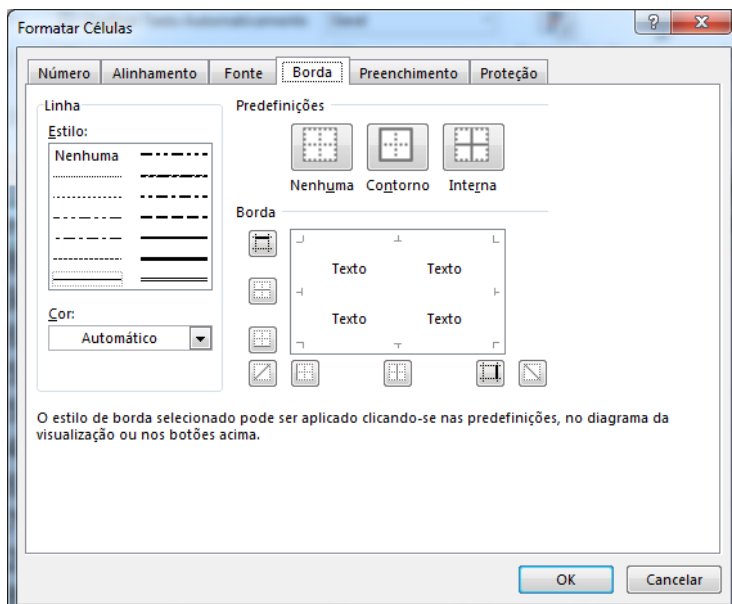 Formatar Células
Número Alinhamento Fonte Borda Preenchimento Proteção
Linha
Estilo:
Nenhuma
Cor:
Automático
Predefinições
Nenhuma Contorno Interna
Borda
Texto Texto
Texto Texto
O estilo de borda selecionado pode ser aplicado clicando-se nas predefinições, no diagrama da
visualização ou nos botões acima.
OK Cancelar